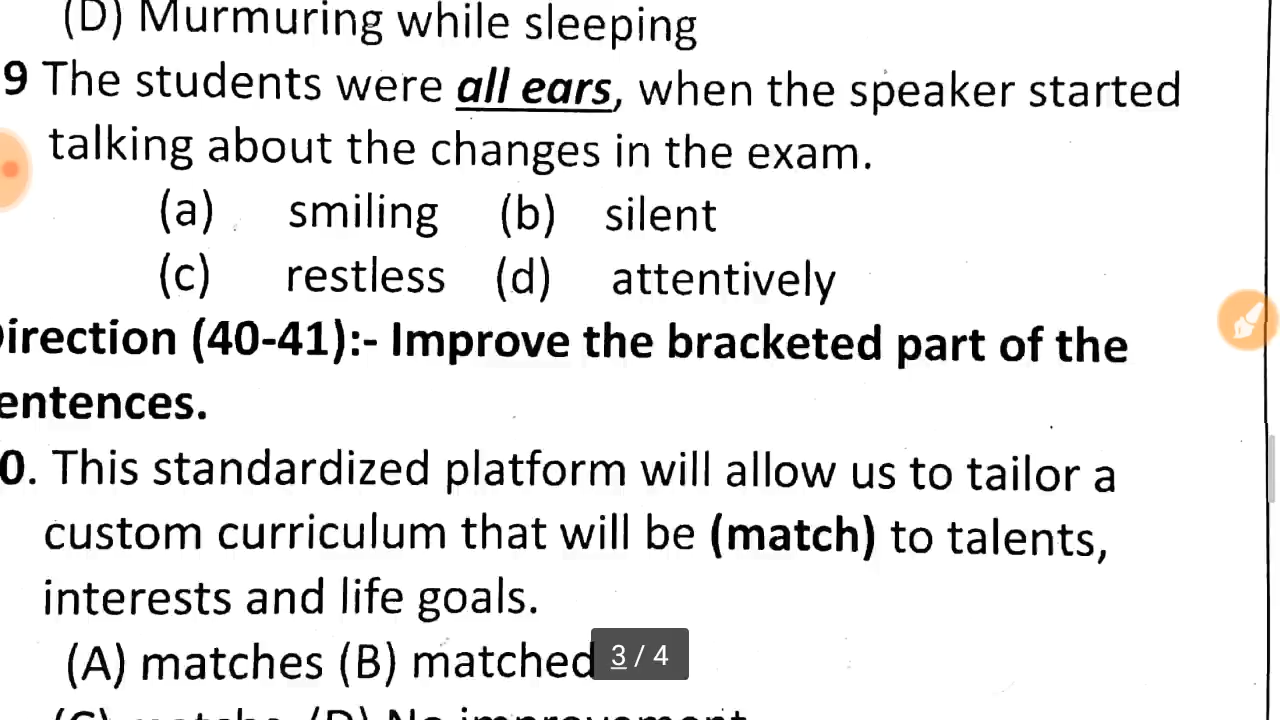 (D) Murmuring while sleeping
9 The students were all ears, when the speaker started
talking about the changes in the exam.
(a) smiling (b) silent
(c) restless (d) attentively
irection (40-41):- Improve the bracketed part of the
entences.
0. This standardized platform will allow us to tailor a
custom curriculum that will be (match) to talents,
interests and life goals.
(A) matches (B) matched
3 / 4
(D) No improvement